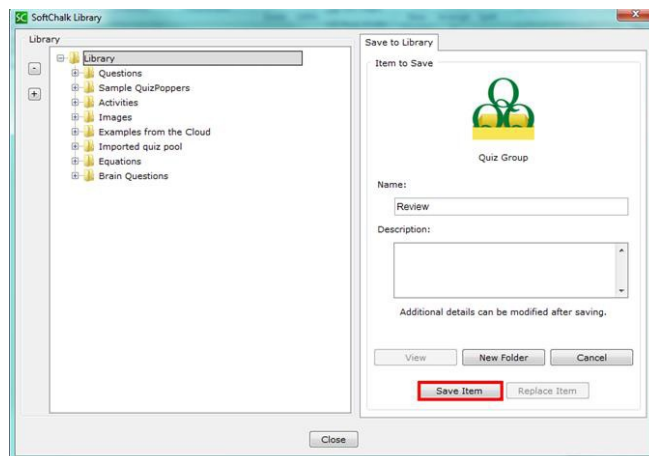 SC SoftChalk Library
Library
Library
Questions
Sample QuizPoppers
Activities
Images
Examples from the Cloud
Imported quiz pool
Equations
Brain Questions
Save to Library
Item to Save
Quiz Group
Name:
Review
Description:
Additional details can be modified after saving.
View New Folder Cancel
Save Item Replace Item
Close